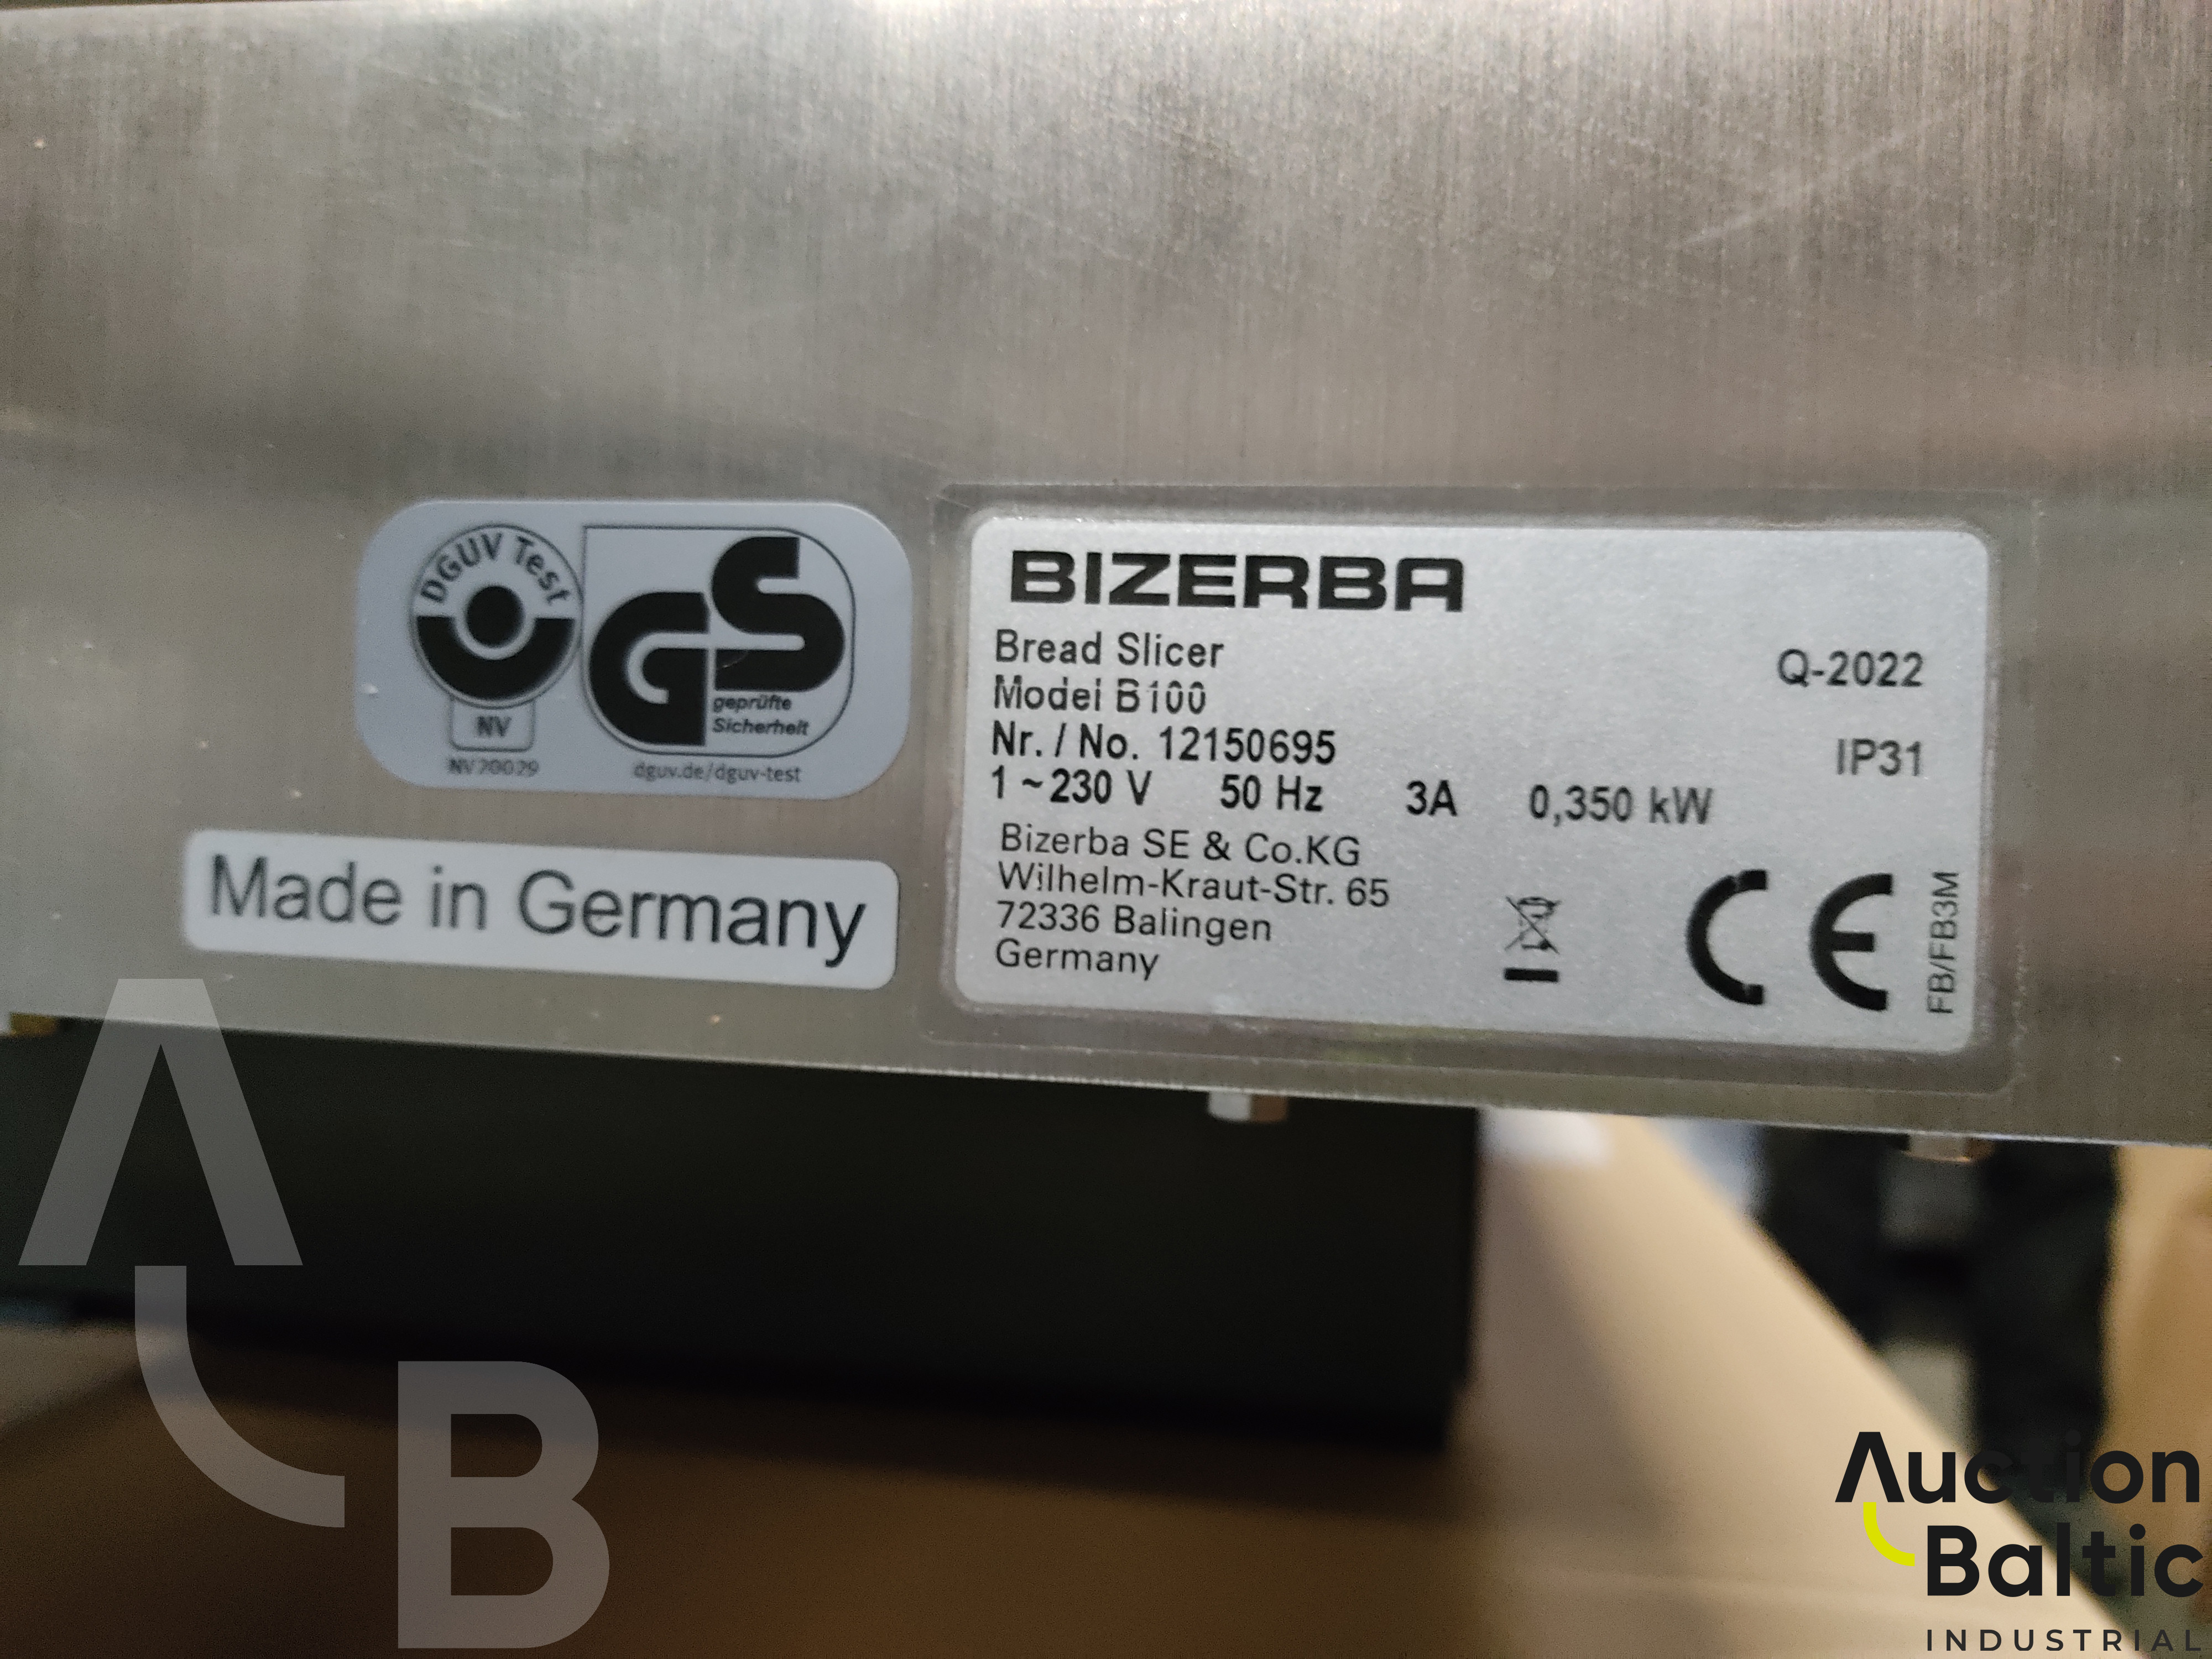 DGUV Test
GS
geprüfte
Sicherheit
NV
NV20029
dguv.de/dguv-test
Made in Germany
BIZERBA
Bread Slicer
Model B100
Q-2022
Nr. / No. 12150695
IP31
1 ~ 230 V 50 Hz 3A 0,350 kW
Bizerba SE & Co.KG
Wilhelm-Kraut-Str. 65
72336 Balingen
Germany
CE
FB/FB3M
AB
Auction
Baltic
INDUSTRIAL